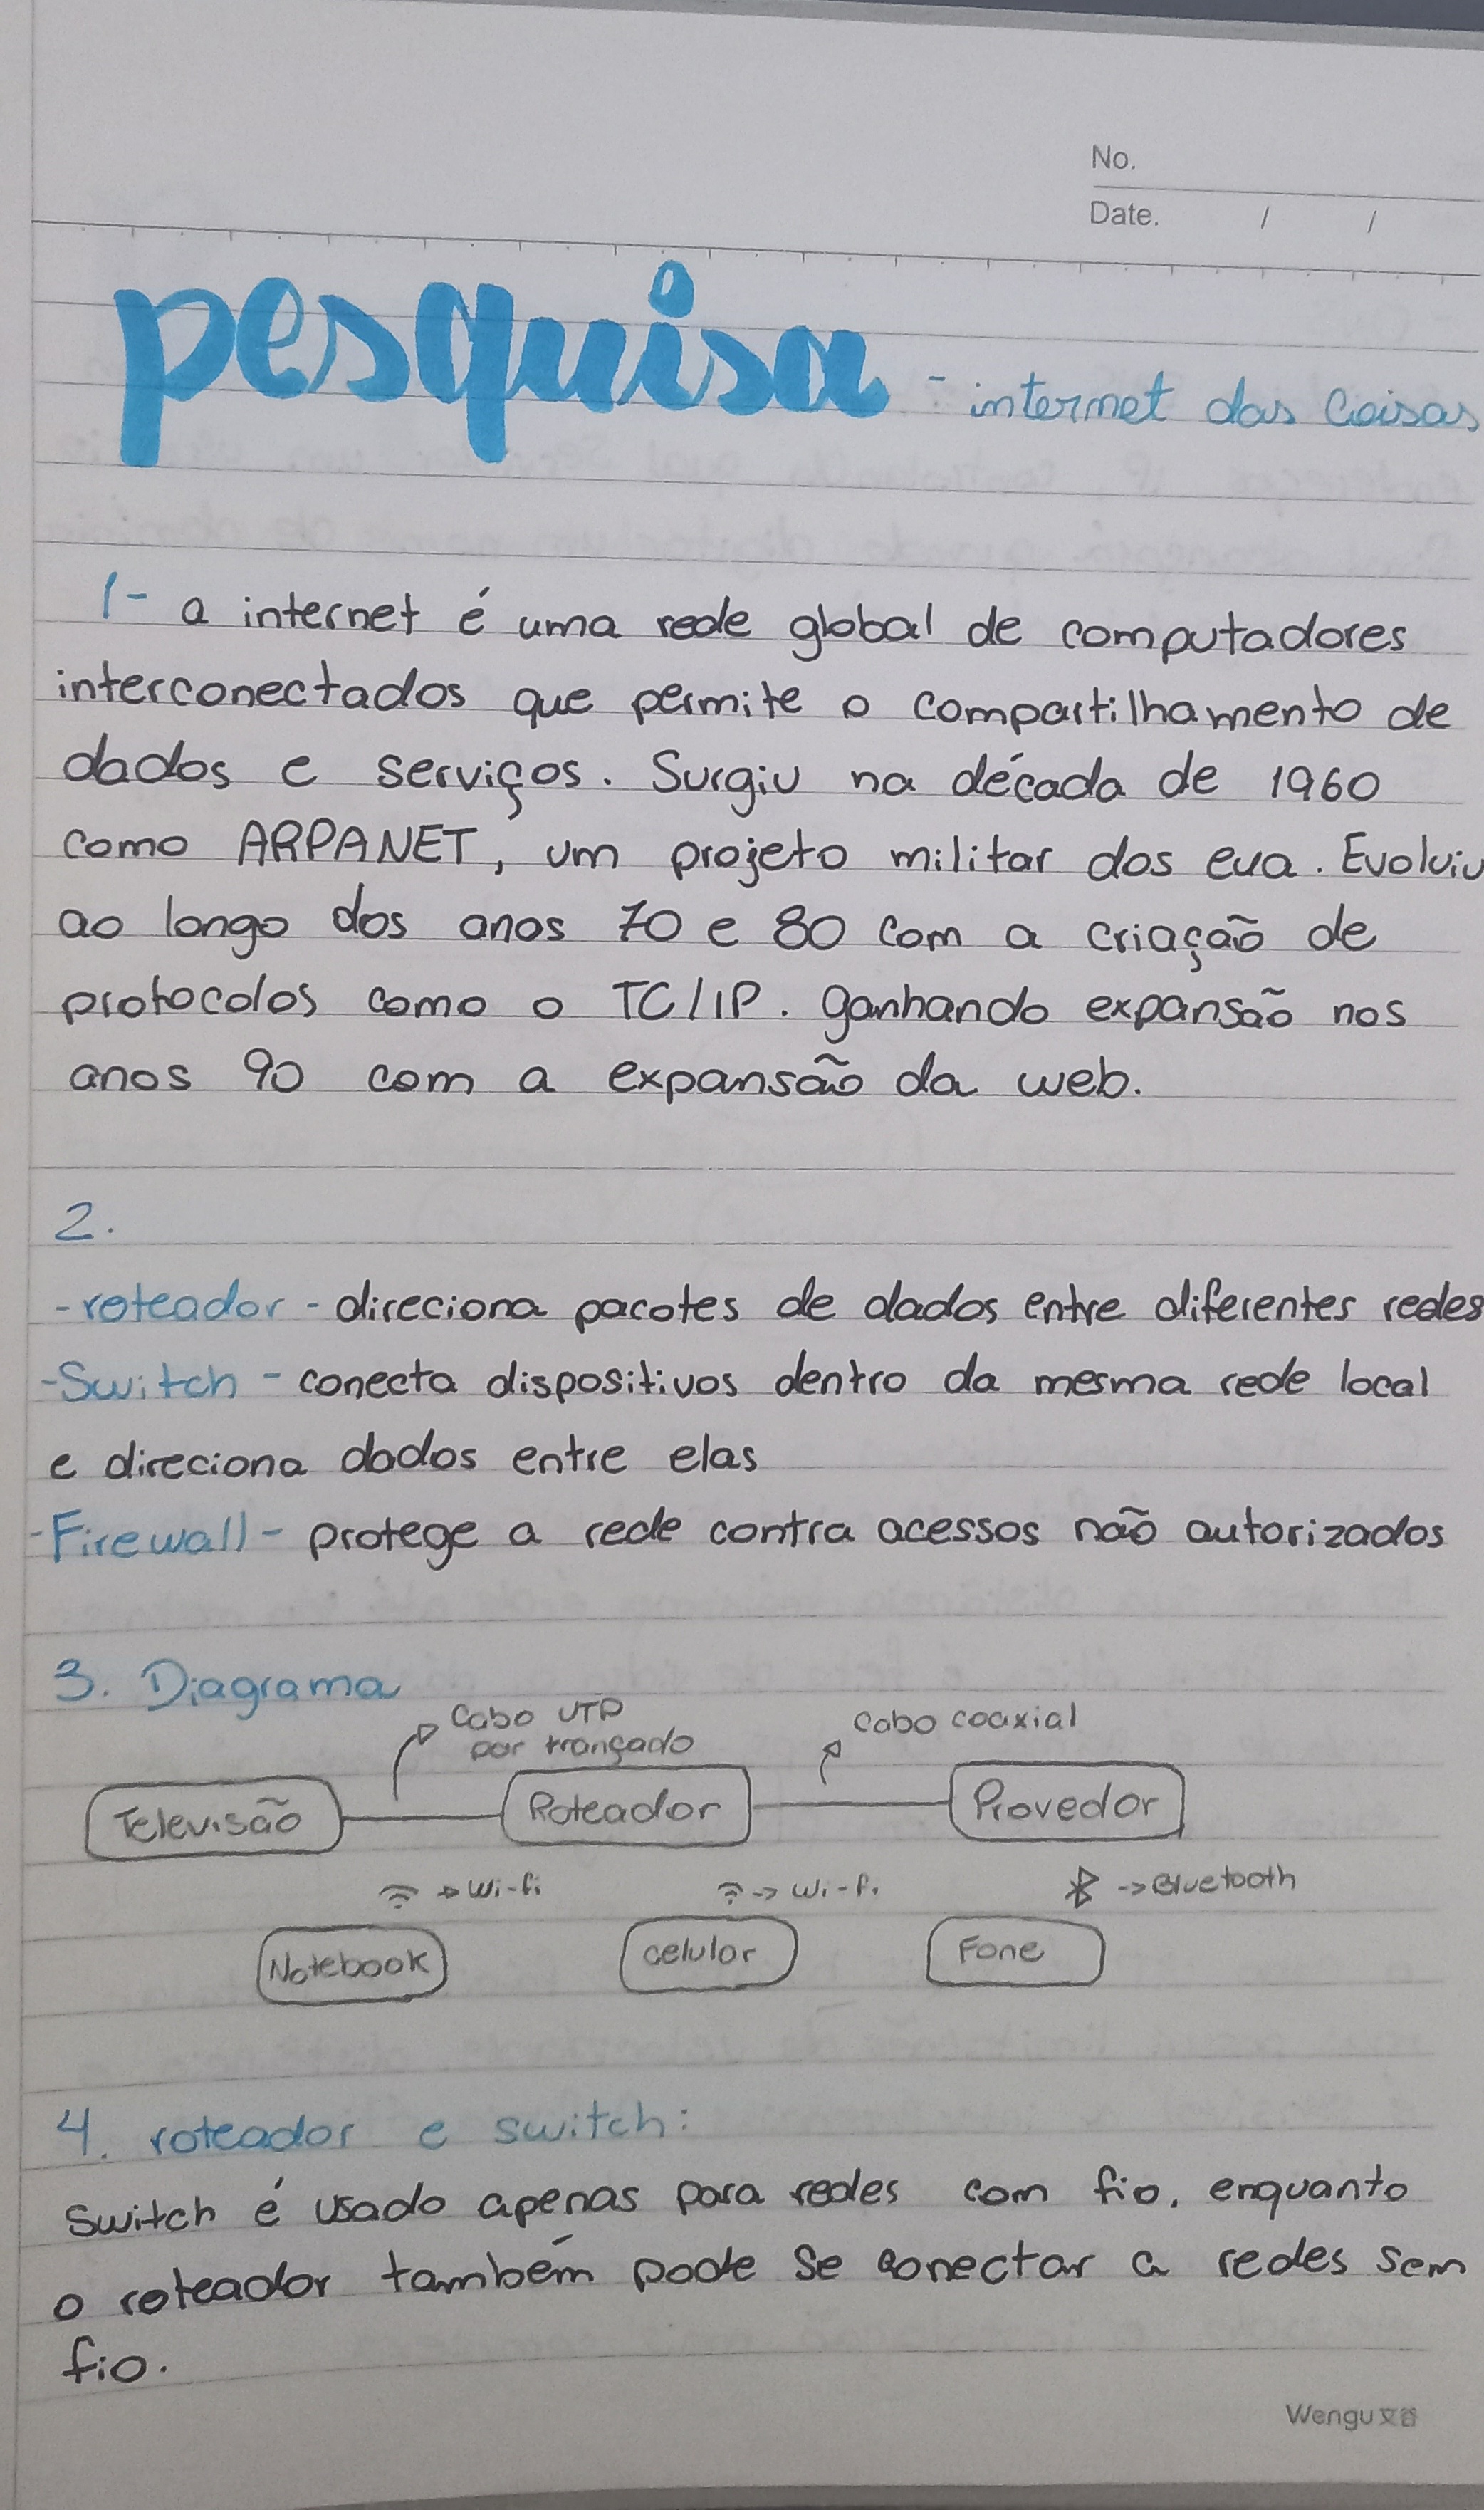 No.
Date. / /
pesquisa - internet das Coisas
1- a internet é uma rede global de computadores
interconectados que permite o compartilhamento de
dados e serviços. Surgiu na década de 1960
como ARPANET, um projeto militar dos eua. Evoluiu
ao longo dos anos 70 e 80 com a criação de
protocolos como o TC/IP. ganhando expansão nos
anos 90 com a expansão da web.
2.
- roteador - direciona pacotes de dados entre diferentes redes
- Switch - conecta dispositivos dentro da mesma rede local
e direciona dados entre elas
- Firewall - protege a rede contra acessos não autorizados
3. Diagrama
Cabo UTP
par trançado
Cabo coaxial
Televisão
Roteador
Provedor
Wi-fi
Wi-fi
Bluetooth
Notebook
celular
Fone
4. roteador e switch:
Switch é usado apenas para redes com fio, enquanto
o roteador também pode se conectar a redes sem
fio.
Wengu文谷